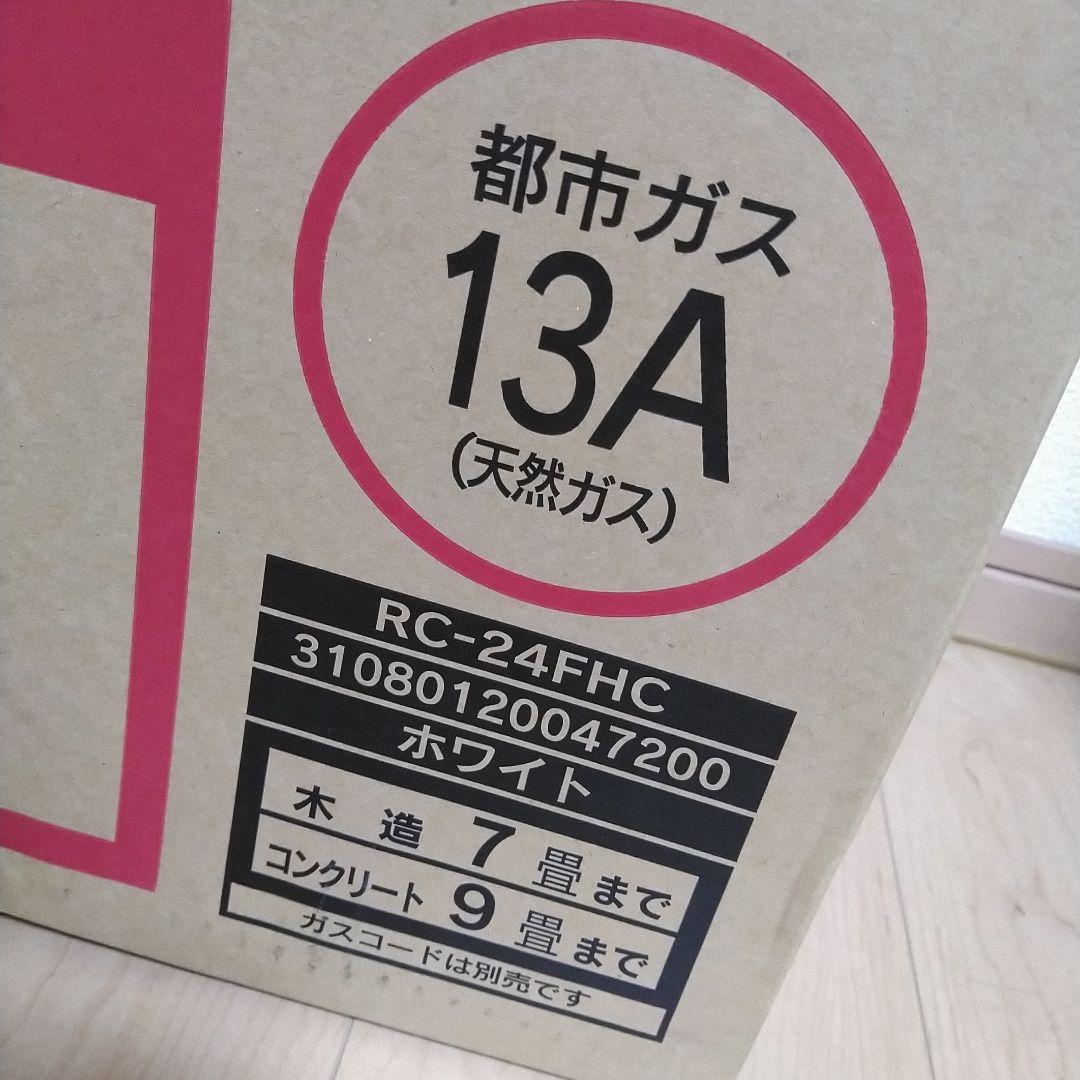 都市ガス
13A
(天然ガス)
RC-24FHC
31080120047200
ホワイト
木造 7 畳まで
コンクリート 9 畳まで
ガスコードは別売です